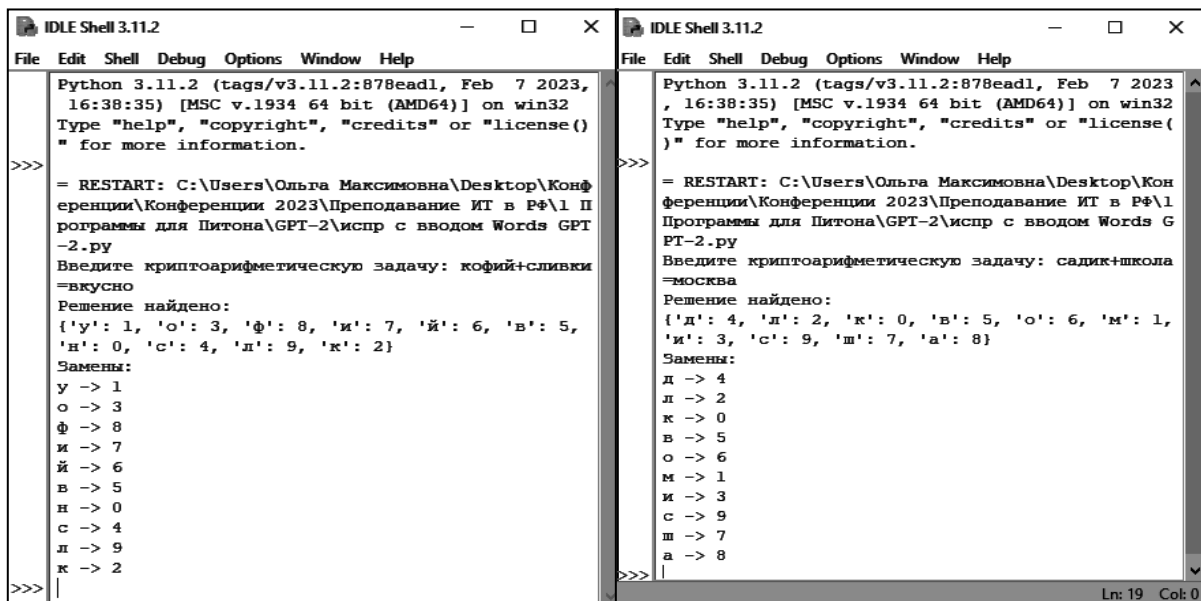 IDLE Shell 3.11.2
File Edit Shell Debug Options Window Help
Python 3.11.2 (tags/v3.11.2:878ead1, Feb 7 2023,
16:38:35) [MSC v.1934 64 bit (AMD64)] on win32
Type "help", "copyright", "credits" or "license()
" for more information.
>>>
= RESTART: C:\Users\Ольга Максимовна\Desktop\Конф
еренции\Конференции 2023\Преподавание ИТ в РФ\1 П
рограммы для Питона\GPT-2\испр с вводом Words GPT
-2.py
Введите криптоарифметическую задачу: кофий+сливки
=вкусно
Решение найдено:
{'у': 1, 'о': 3, 'ф': 8, 'и': 7, 'й': 6, 'в': 5,
'н': 0, 'с': 4, 'л': 9, 'к': 2}
Замены:
у -> 1
о -> 3
ф -> 8
и -> 7
й -> 6
в -> 5
н -> 0
с -> 4
л -> 9
к -> 2
>>>
IDLE Shell 3.11.2
File Edit Shell Debug Options Window Help
Python 3.11.2 (tags/v3.11.2:878ead1, Feb 7 2023
, 16:38:35) [MSC v.1934 64 bit (AMD64)] on win32
Type "help", "copyright", "credits" or "license(
)" for more information.
>>>
= RESTART: C:\Users\Ольга Максимовна\Desktop\Кон
ференции\Конференции 2023\Преподавание ИТ в РФ\1
Программы для Питона\GPT-2\испр с вводом Words G
PT-2.py
Введите криптоарифметическую задачу: садик+школа
=москва
Решение найдено:
{'д': 4, 'л': 2, 'к': 0, 'в': 5, 'о': 6, 'м': 1,
'и': 3, 'с': 9, 'ш': 7, 'а': 8}
Замены:
д -> 4
л -> 2
к -> 0
в -> 5
о -> 6
м -> 1
и -> 3
с -> 9
ш -> 7
а -> 8
>>>
Ln: 19 Col: 0